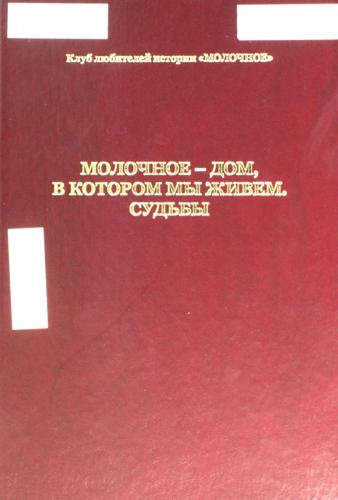 Клуб любителей истории «МОЛОЧНОЕ»
МОЛОЧНОЕ – ДОМ,
В КОТОРОМ МЫ ЖИВЕМ.
СУДЬБЫ